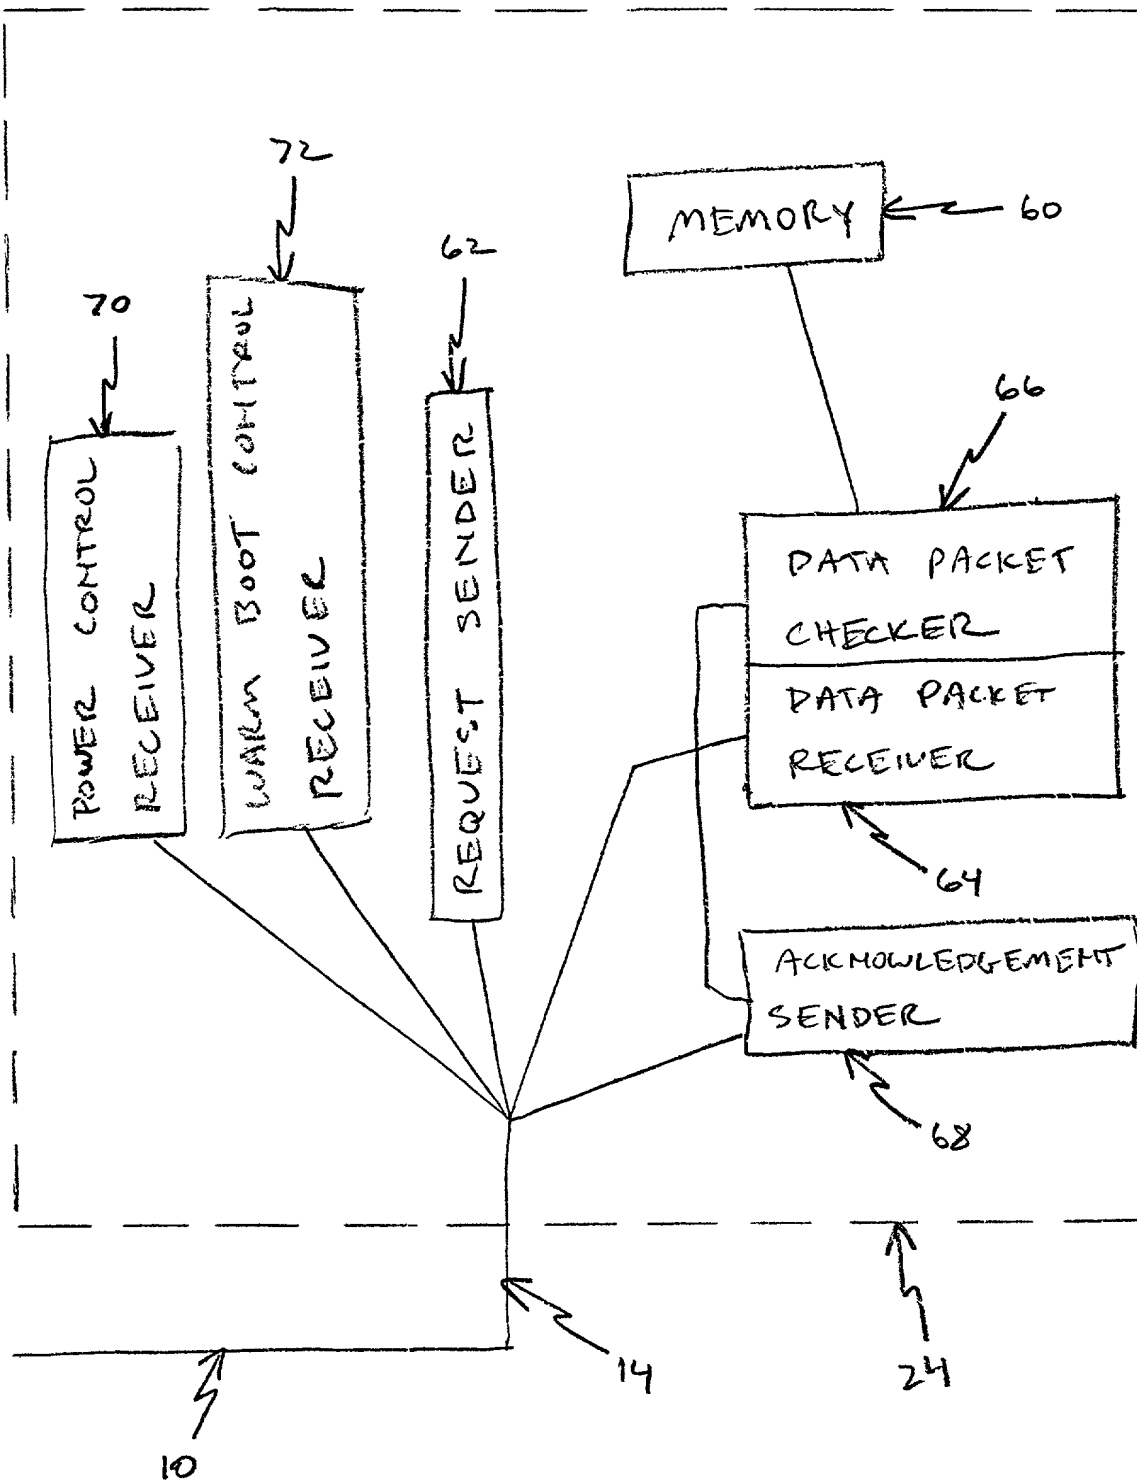 72
62
70
60
66
MEMORY
POWER CONTROL
RECEIVER
WARM BOOT CONTROL
RECEIVER
REQUEST SENDER
DATA PACKET
CHECKER
DATA PACKET
RECEIVER
64
ACKNOWLEDGEMENT
SENDER
68
14
24
10